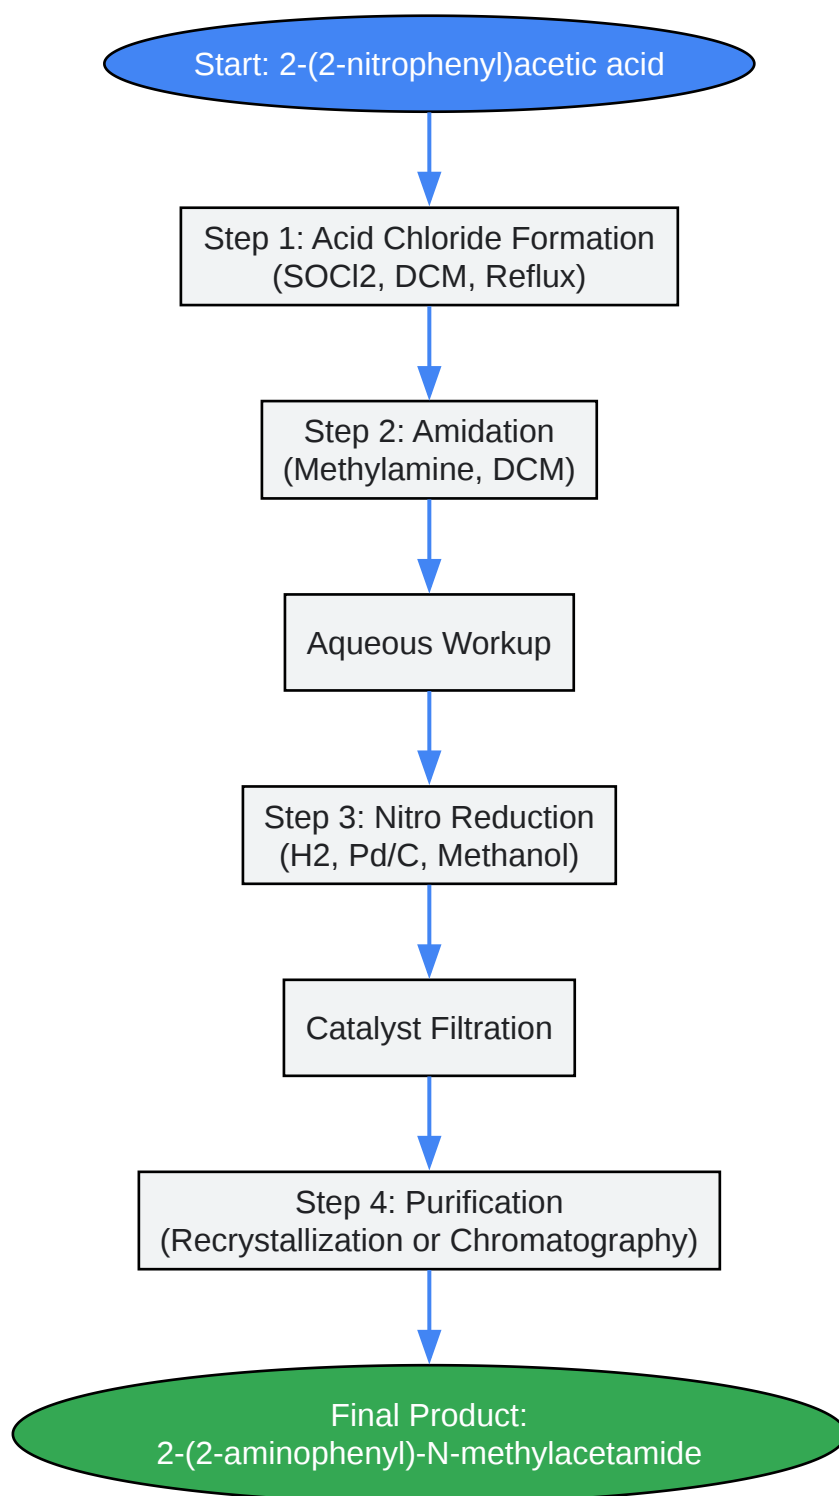 Start: 2-(2-nitrophenyl)acetic acid
Step 1: Acid Chloride Formation
(SOCl2, DCM, Reflux)
Step 2: Amidation
(Methylamine, DCM)
Aqueous Workup
Step 3: Nitro Reduction
(H2, Pd/C, Methanol)
Catalyst Filtration
Step 4: Purification
(Recrystallization or Chromatography)
Final Product:
2-(2-aminophenyl)-N-methylacetamide